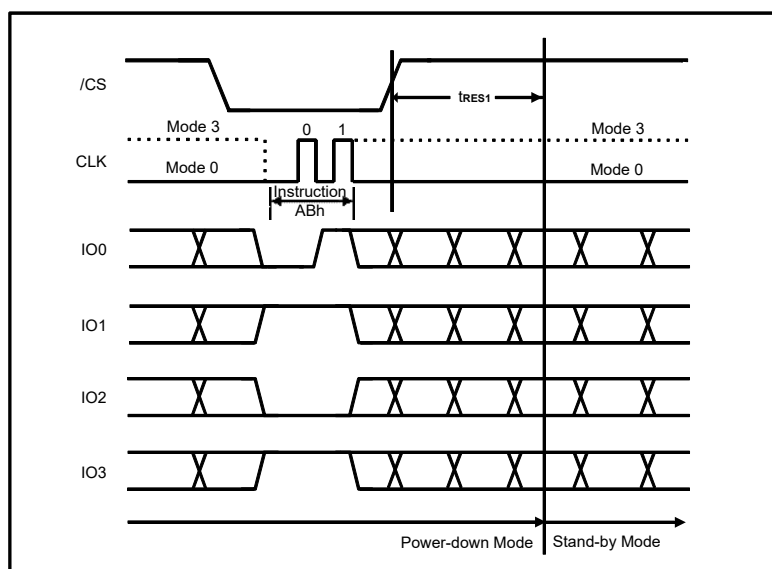 /CS
tRES1
Mode 3 0 1 Mode 3
CLK
Mode 0 Mode 0
Instruction
ABh
IO0
IO1
IO2
IO3
Power-down Mode Stand-by Mode